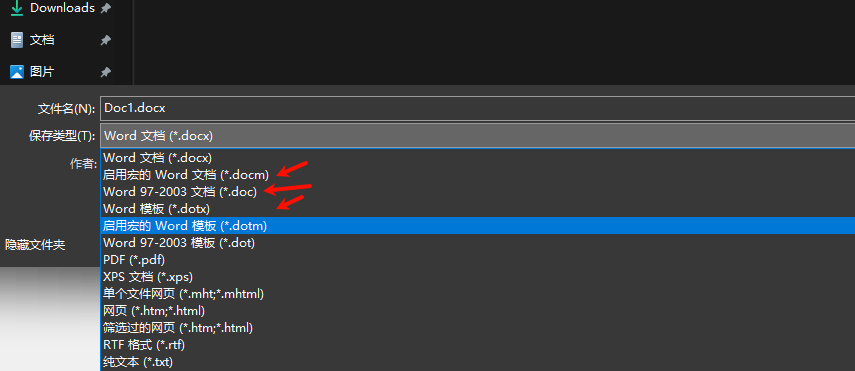 Downloads
文档
图片
文件名(N): Doc1.docx
保存类型(T): Word 文档 (*.docx)
作者:
Word 文档 (*.docx)
启用宏的 Word 文档 (*.docm)
Word 97-2003 文档 (*.doc)
Word 模板 (*.dotx)
启用宏的 Word 模板 (*.dotm)
隐藏文件夹
Word 97-2003 模板 (*.dot)
PDF (*.pdf)
XPS 文档 (*.xps)
单个文件网页 (*.mht;*.mhtml)
网页 (*.htm;*.html)
筛选过的网页 (*.htm;*.html)
RTF 格式 (*.rtf)
纯文本 (*.txt)